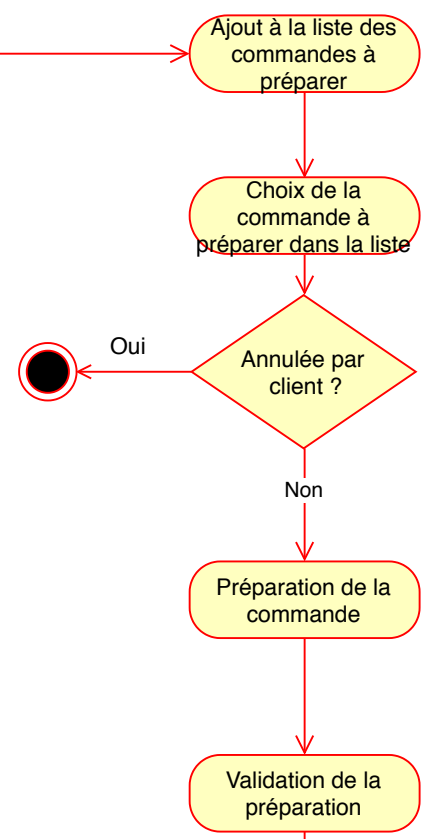 Ajout à la liste des
commandes à
préparer
Choix de la
commande à
préparer dans la liste
Oui
Annulée par
client ?
Non
Préparation de la
commande
Validation de la
préparation